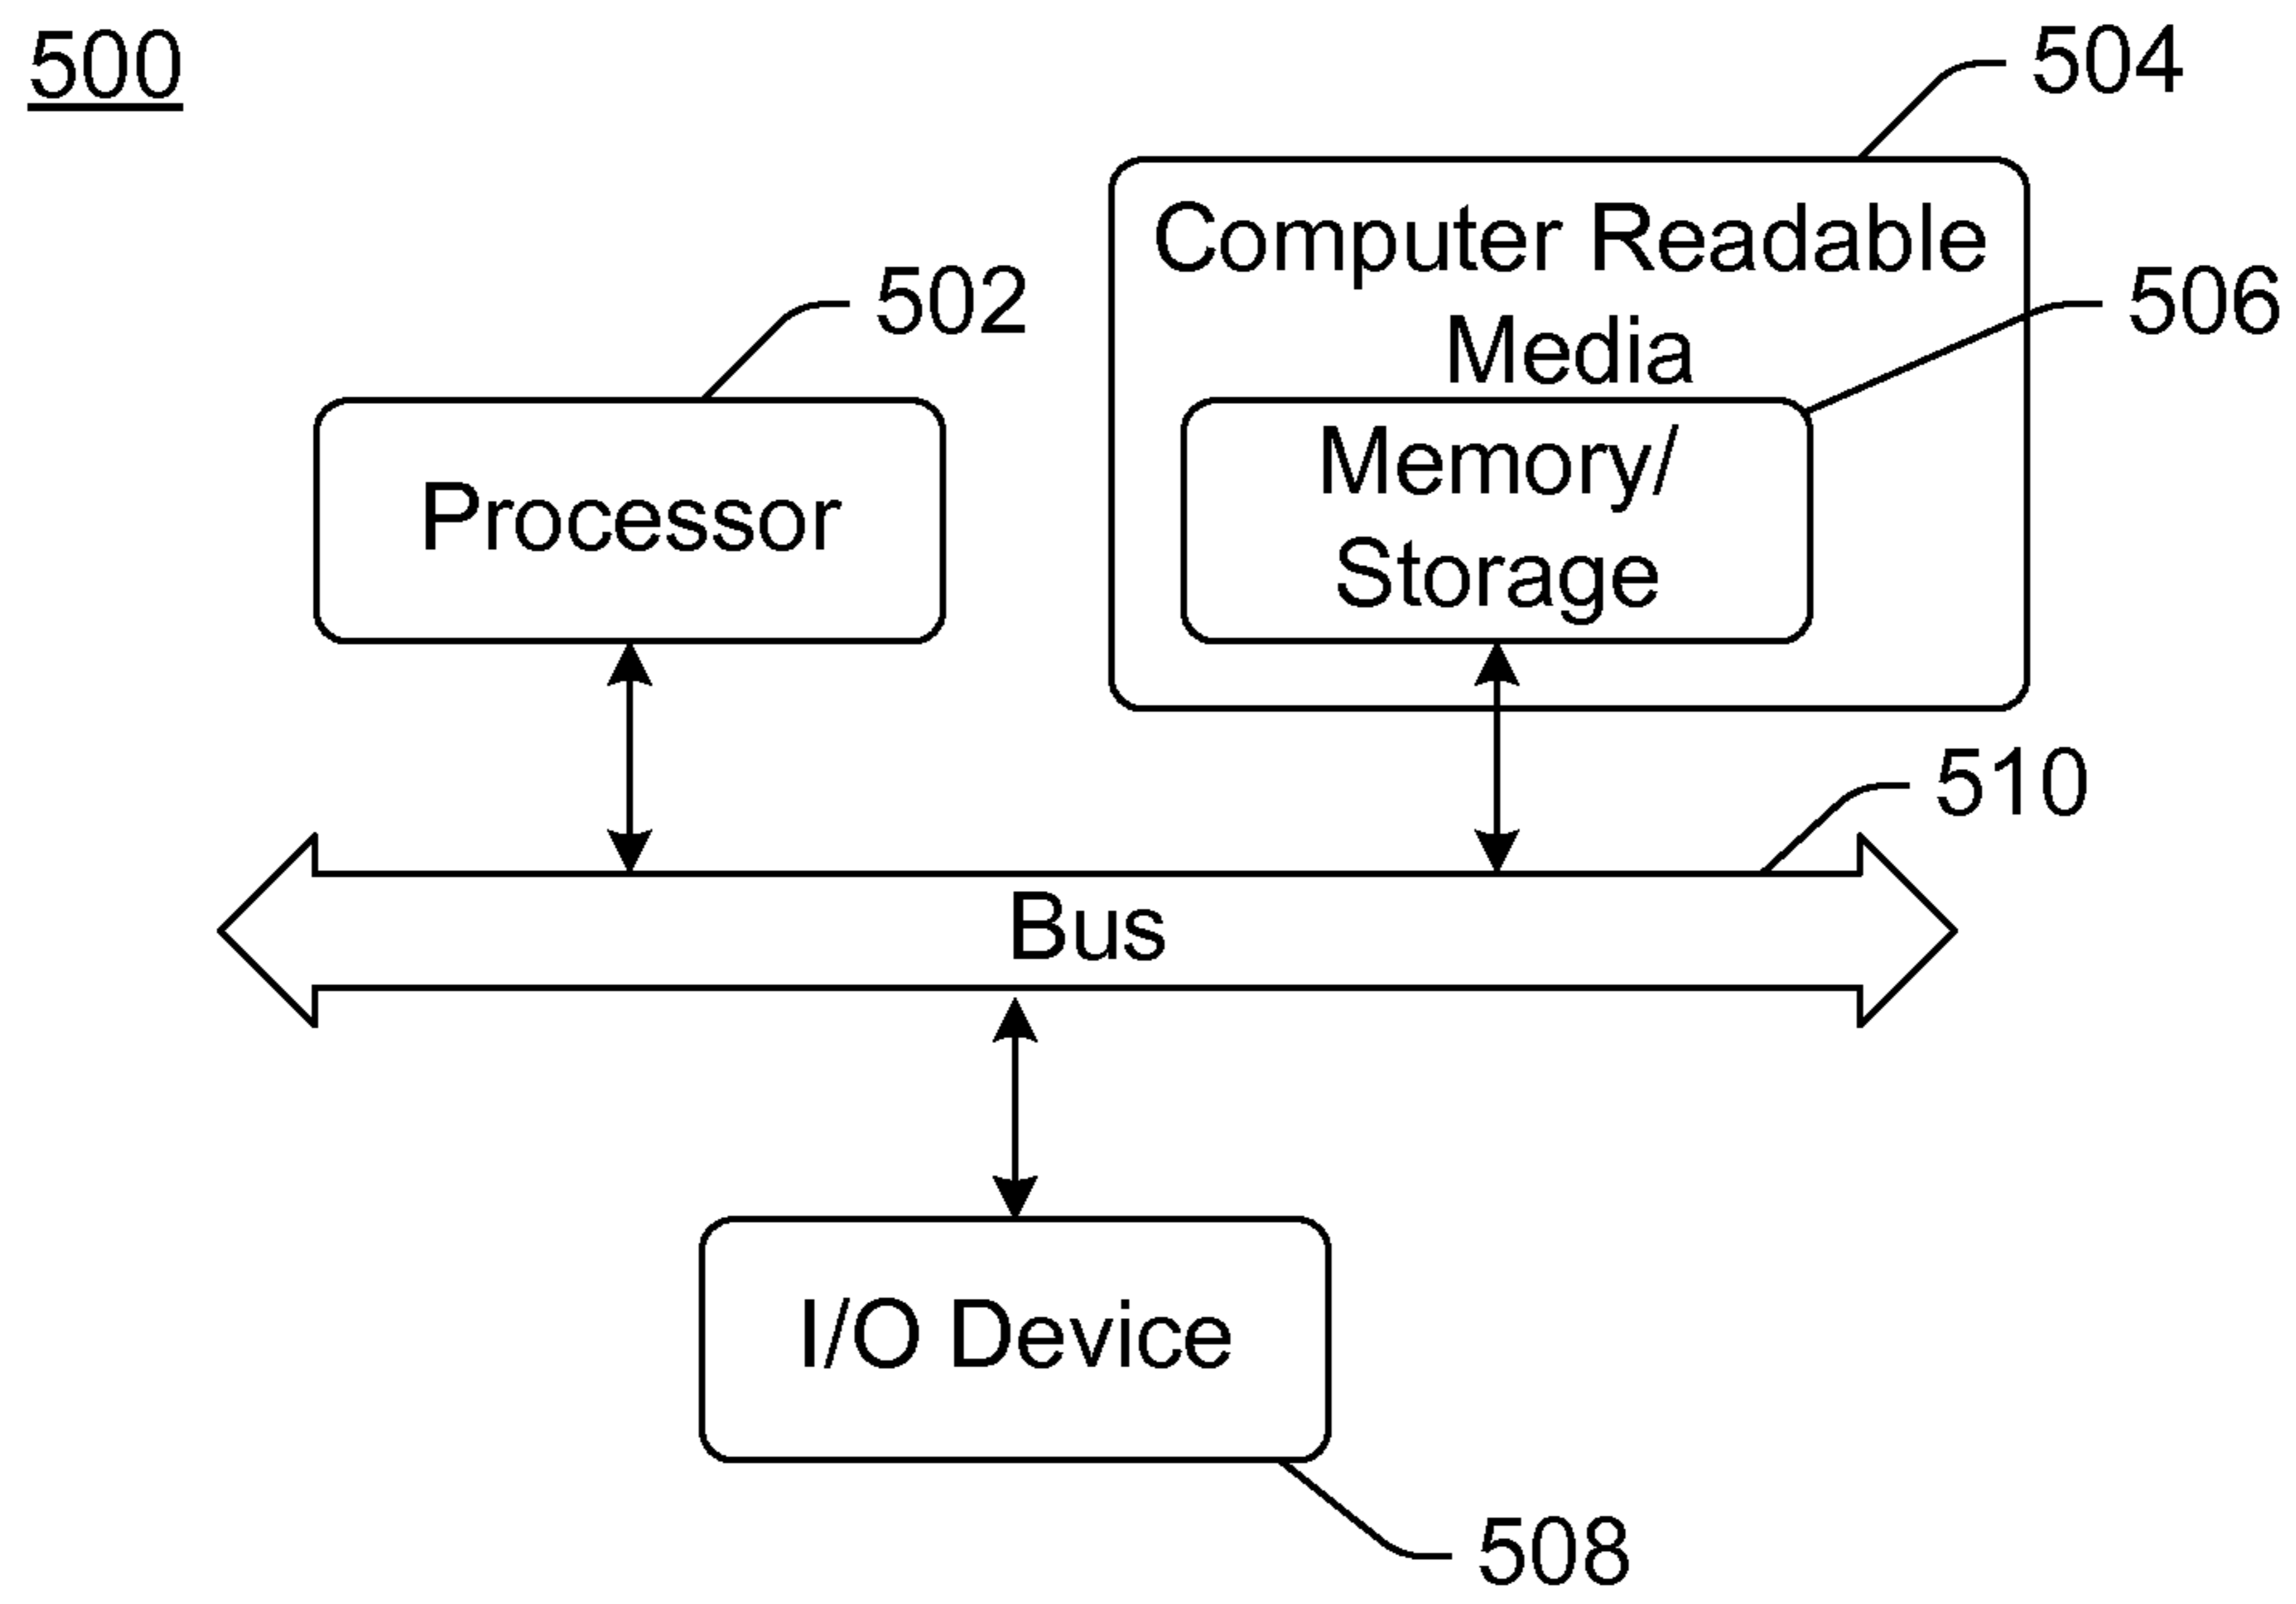 500
504
Computer Readable
Media
506
502
Processor
Memory/
Storage
510
Bus
I/O Device
508